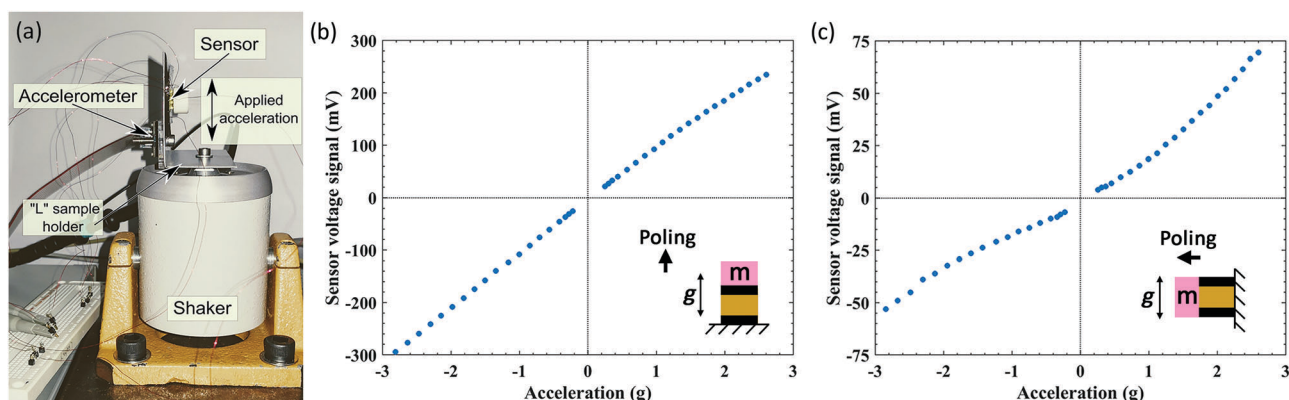 (a)
Sensor
Accelerometer
Applied
acceleration
"L" sample
holder
Shaker
(b)
Sensor voltage signal (mV)
300
200
100
0
-100
-200
-300
-3 -2 -1 0 1 2 3
Acceleration (g)
Poling
m
g
(c)
Sensor voltage signal (mV)
75
50
25
0
-25
-50
-75
-3 -2 -1 0 1 2 3
Acceleration (g)
Poling
g
m